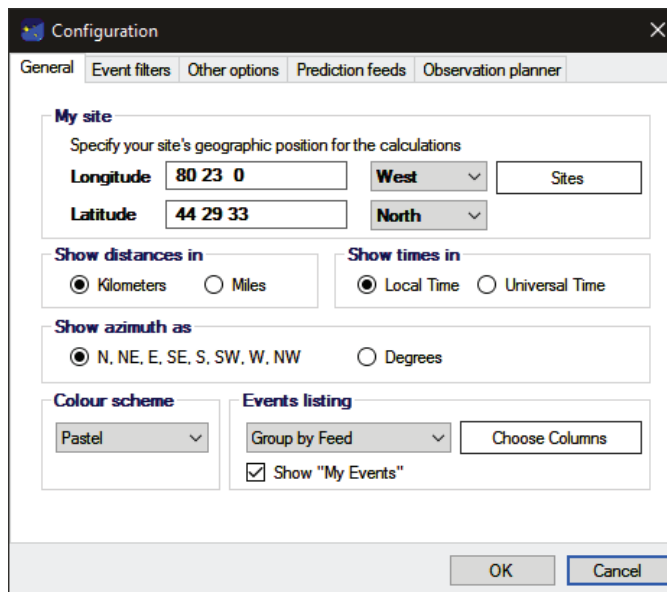 Configuration
General Event filters Other options Prediction feeds Observation planner
My site
Specify your site's geographic position for the calculations
Longitude 80 23 0 West Sites
Latitude 44 29 33 North
Show distances in Show times in
Kilometers Miles Local Time Universal Time
Show azimuth as
N, NE, E, SE, S, SW, W, NW Degrees
Colour scheme Events listing
Pastel Group by Feed Choose Columns
Show "My Events"
OK Cancel